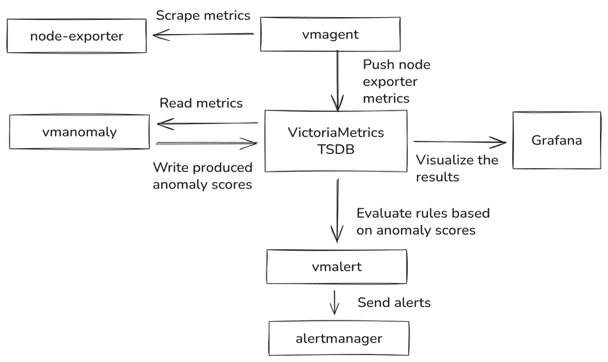 Scrape metrics
node-exporter
vmagent
Push node
exporter
metrics
Read metrics
vmanomaly
VictoriaMetrics
TSDB
Grafana
Write produced
anomaly scores
Visualize the
results
Evaluate rules based
on anomaly scores
vmalert
Send alerts
alertmanager